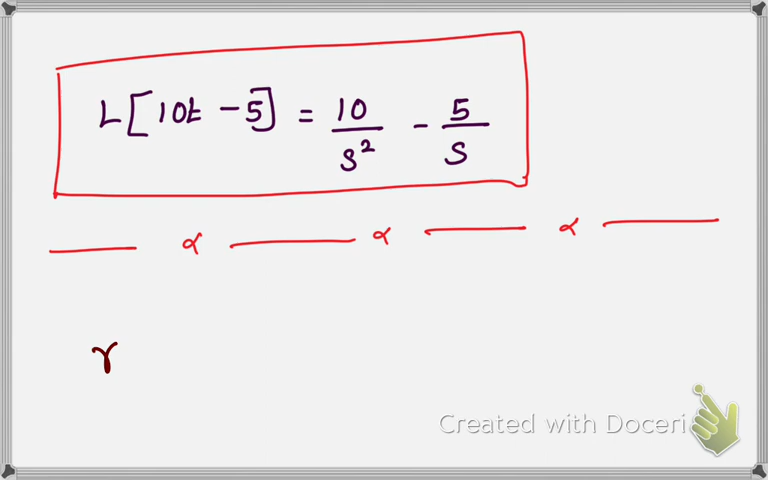 L[10t - 5] = 10/s² - 5/s
— ∝ — ∝ — ∝ —
r
Created with Doceri